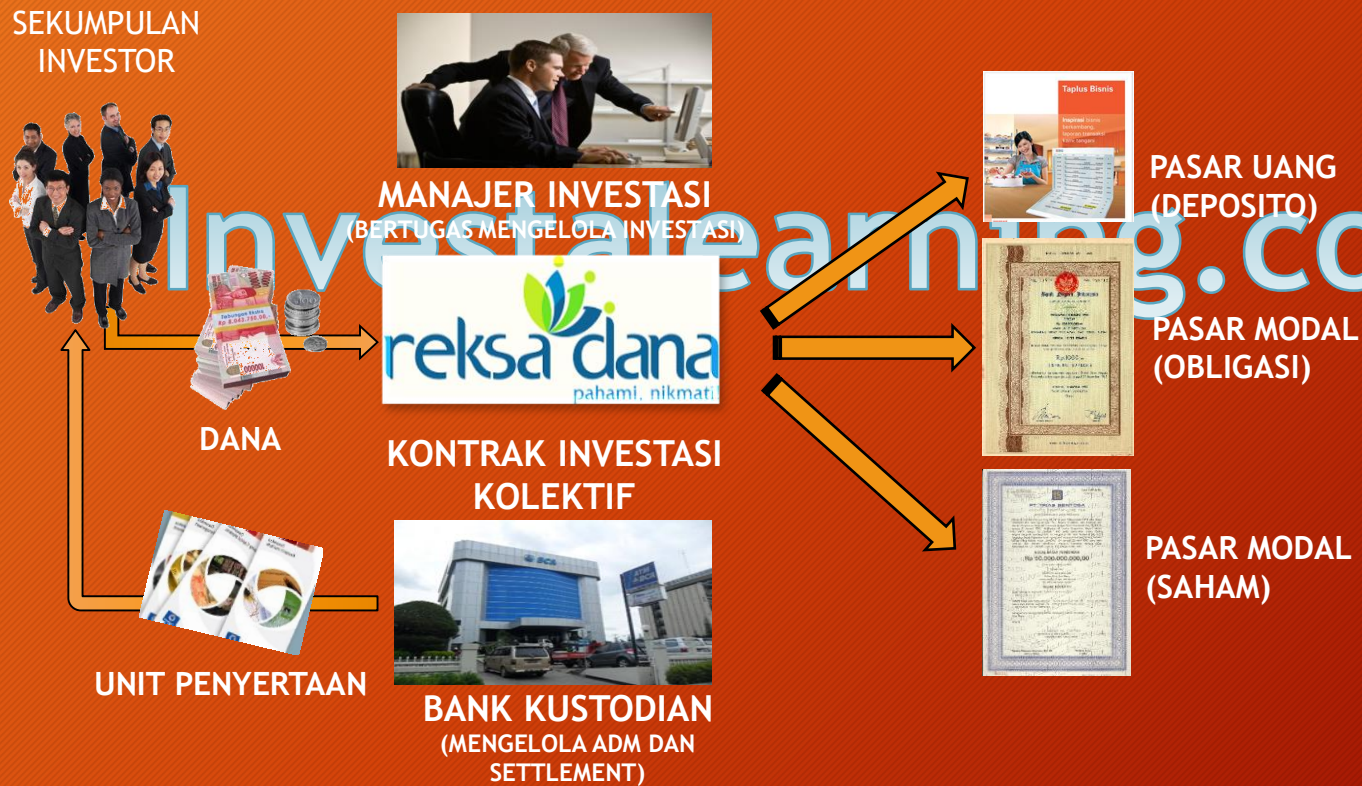 SEKUMPULAN
INVESTOR
MANAJER INVESTASI
(BERTUGAS MENGELOLA INVESTASI)
Investalearning.co
reksa dana
pahami, nikmati!
DANA
KONTRAK INVESTASI
KOLEKTIF
UNIT PENYERTAAN
BCA
BANK KUSTODIAN
(MENGELOLA ADM DAN
SETTLEMENT)
Taplus Bisnis
PASAR UANG
(DEPOSITO)
PASAR MODAL
(OBLIGASI)
PASAR MODAL
(SAHAM)